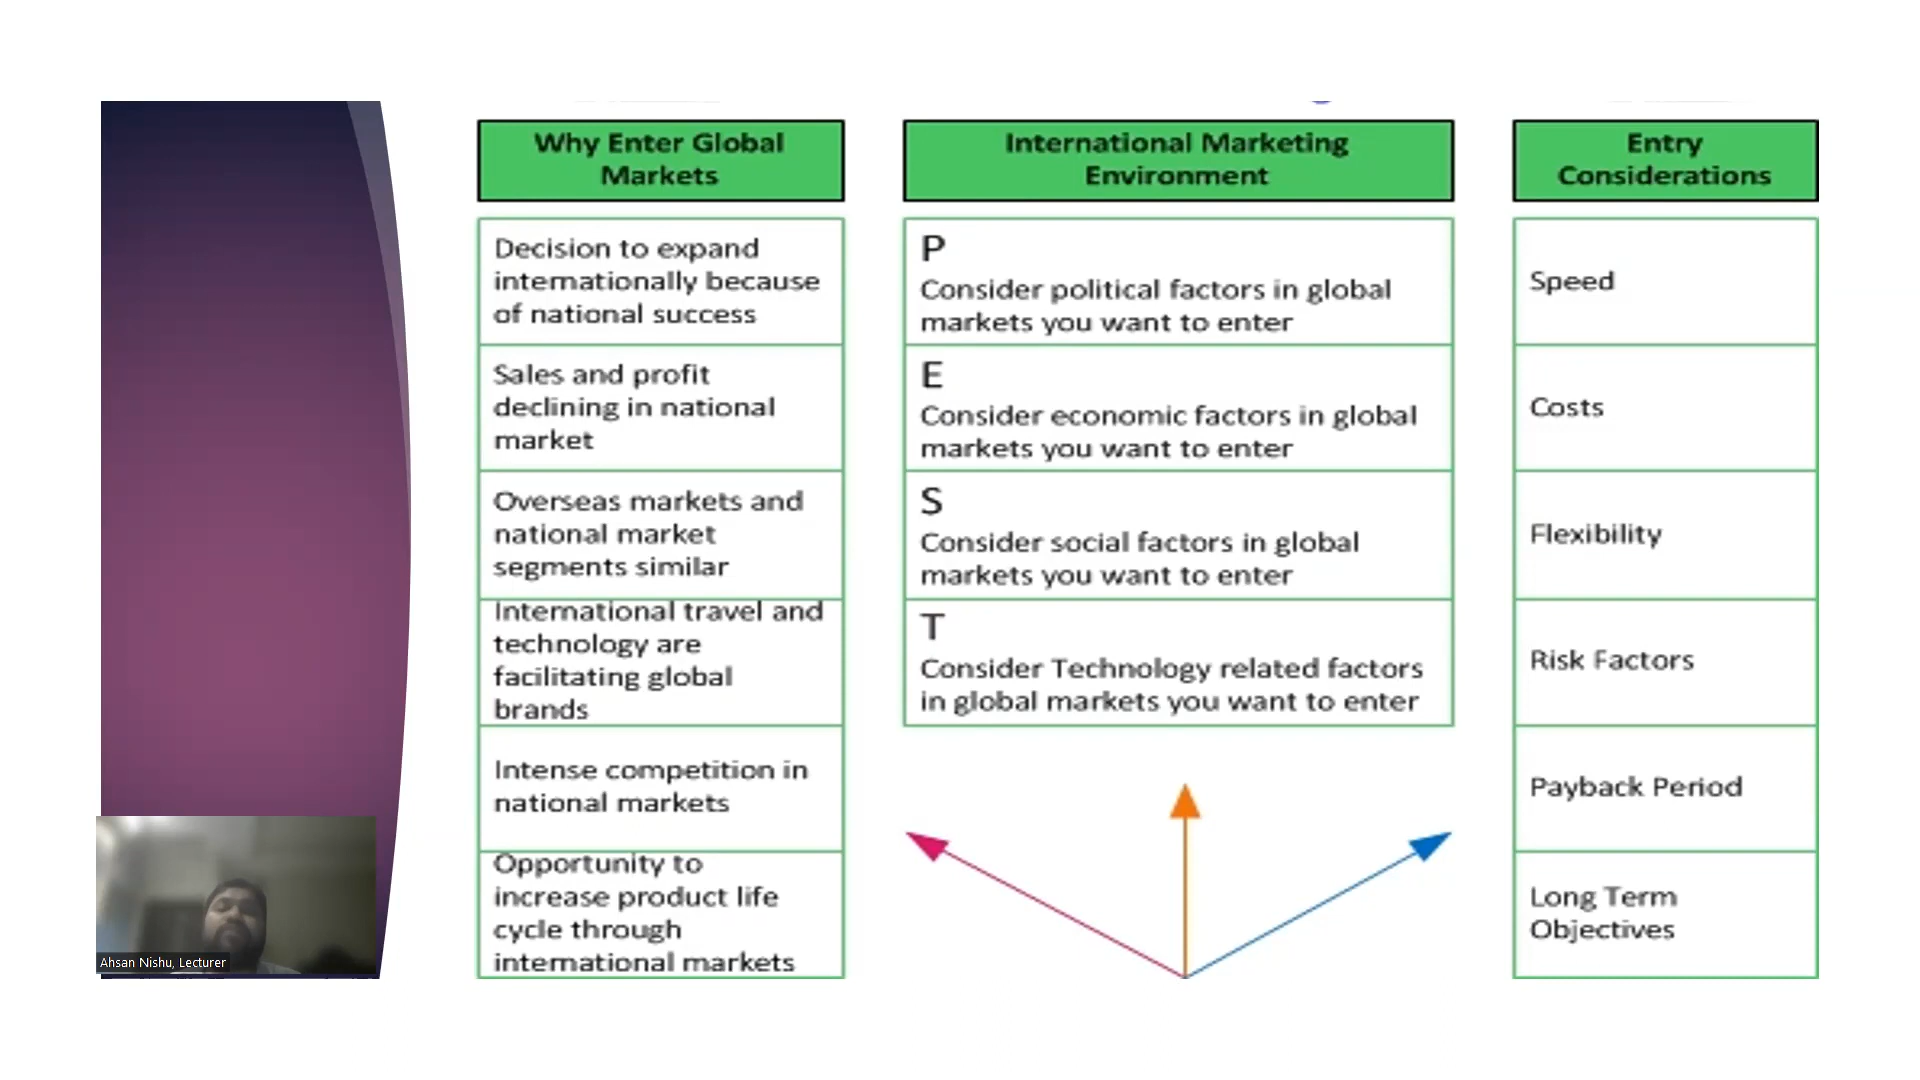 Why Enter Global
Markets
Decision to expand
internationally because
of national success
Sales and profit
declining in national
market
Overseas markets and
national market
segments similar
International travel and
technology are
facilitating global
brands
Intense competition in
national markets
Opportunity to
increase product life
cycle through
international markets
International Marketing
Environment
P
Consider political factors in global
markets you want to enter
E
Consider economic factors in global
markets you want to enter
S
Consider social factors in global
markets you want to enter
T
Consider Technology related factors
in global markets you want to enter
Entry
Considerations
Speed
Costs
Flexibility
Risk Factors
Payback Period
Long Term
Objectives
Ahsan Nishu, Lecturer